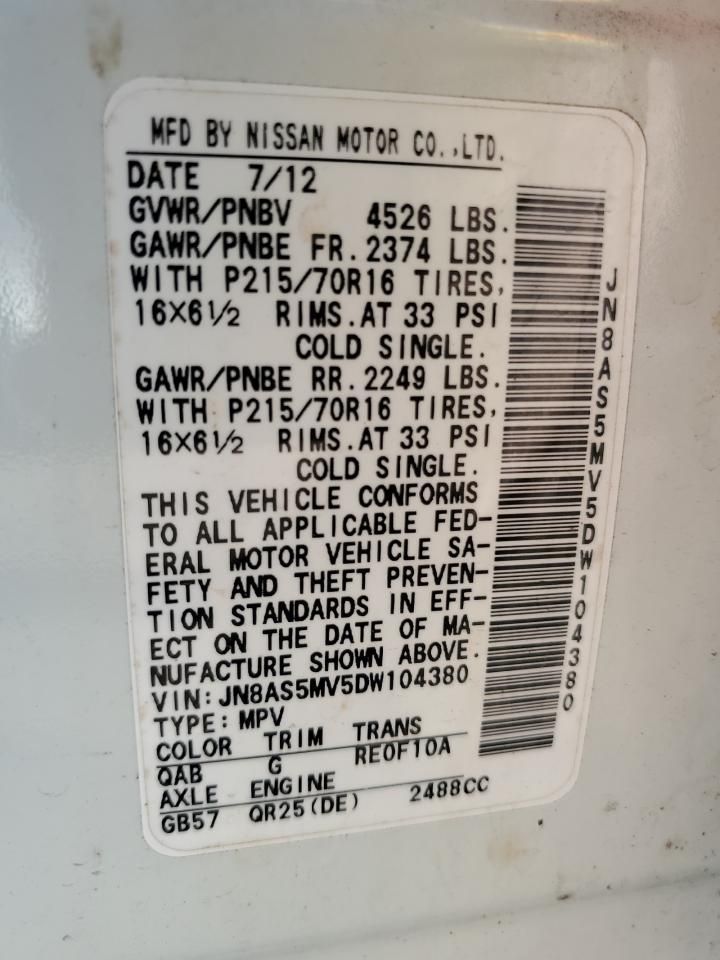 MFD BY NISSAN MOTOR CO.,LTD.
DATE 7/12
GVWR/PNBV 4526 LBS.
GAWR/PNBE FR. 2374 LBS.
WITH P215/70R16 TIRES,
16X6½ RIMS. AT 33 PSI
COLD SINGLE.
GAWR/PNBE RR. 2249 LBS.
WITH P215/70R16 TIRES,
16X6½ RIMS. AT 33 PSI
COLD SINGLE.
THIS VEHICLE CONFORMS
TO ALL APPLICABLE FED-
ERAL MOTOR VEHICLE SA-
FETY AND THEFT PREVEN-
TION STANDARDS IN EFF-
ECT ON THE DATE OF MA-
NUFACTURE SHOWN ABOVE.
VIN: JN8AS5MV5DW104380
TYPE: MPV
COLOR TRIM TRANS
QAB G RE0F10A
AXLE ENGINE
GB57 QR25(DE) 2488CC
JN8AS5MV5DW104380